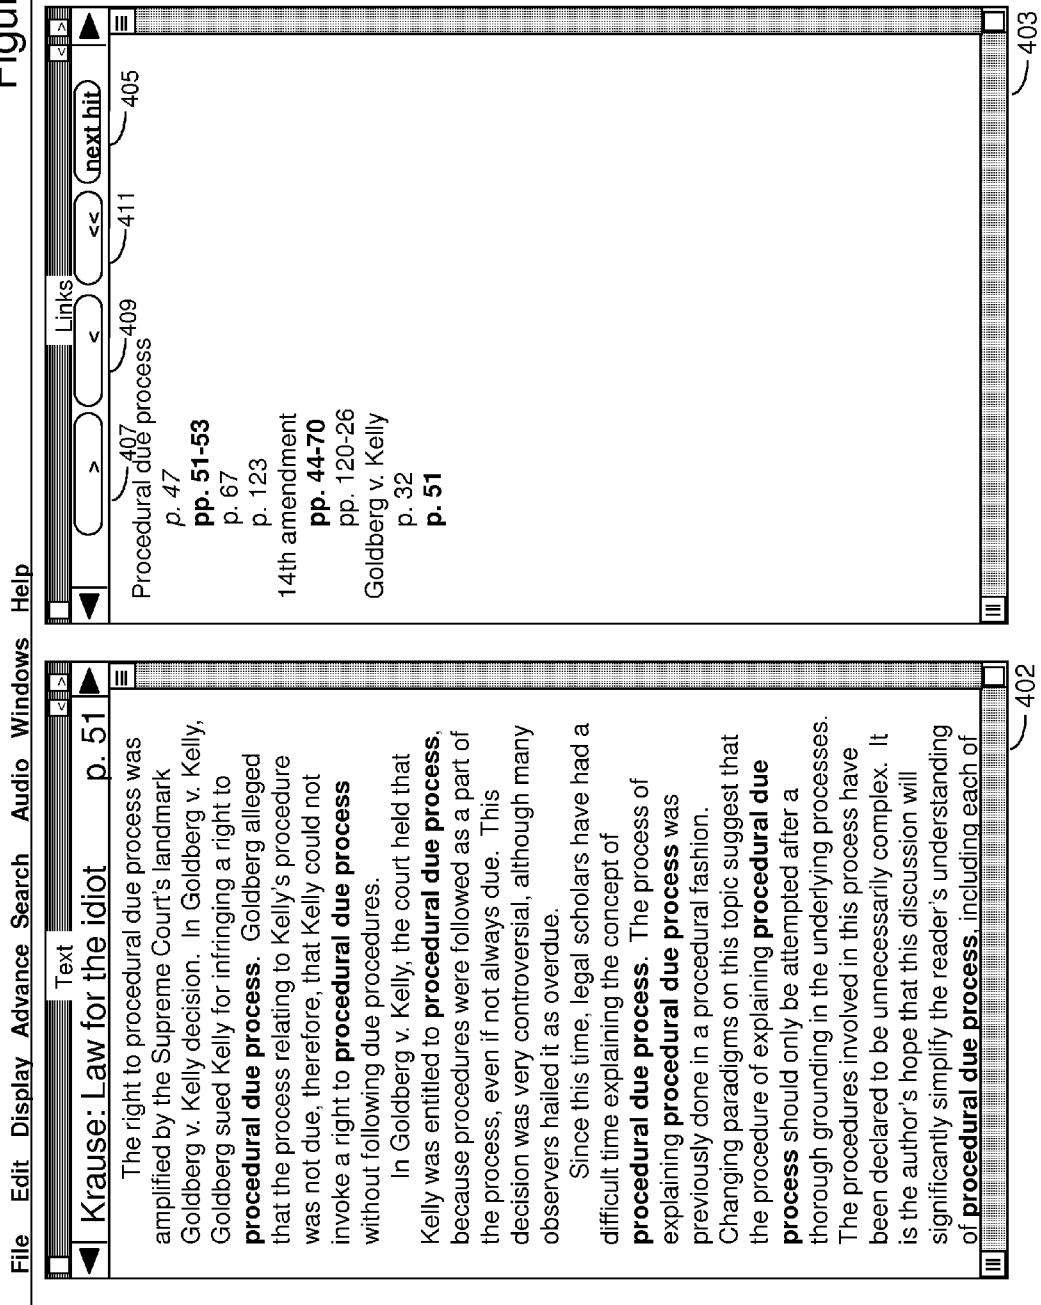 Figur
File Edit Display Advance Search Audio Windows Help
Text
< >
Krause: Law for the idiot p. 51
The right to procedural due process was
amplified by the Supreme Court's landmark
Goldberg v. Kelly decision. In Goldberg v. Kelly,
Goldberg sued Kelly for infringing a right to
procedural due process. Goldberg alleged
that the process relating to Kelly's procedure
was not due, therefore, that Kelly could not
invoke a right to procedural due process
without following due procedures.
In Goldberg v. Kelly, the court held that
Kelly was entitled to procedural due process,
because procedures were followed as a part of
the process, even if not always due. This
decision was very controversial, although many
observers hailed it as overdue.
Since this time, legal scholars have had a
difficult time explaining the concept of
procedural due process. The process of
explaining procedural due process was
previously done in a procedural fashion.
Changing paradigms on this topic suggest that
the procedure of explaining procedural due
process should only be attempted after a
thorough grounding in the underlying processes.
The procedures involved in this process have
been declared to be unnecessarily complex. It
is the author's hope that this discussion will
significantly simplify the reader's understanding
of procedural due process, including each of
402
Links
< >
> < << next hit
407 409 411 405
Procedural due process
p. 47
pp. 51-53
p. 67
p. 123
14th amendment
pp. 44-70
pp. 120-26
Goldberg v. Kelly
p. 32
p. 51
403